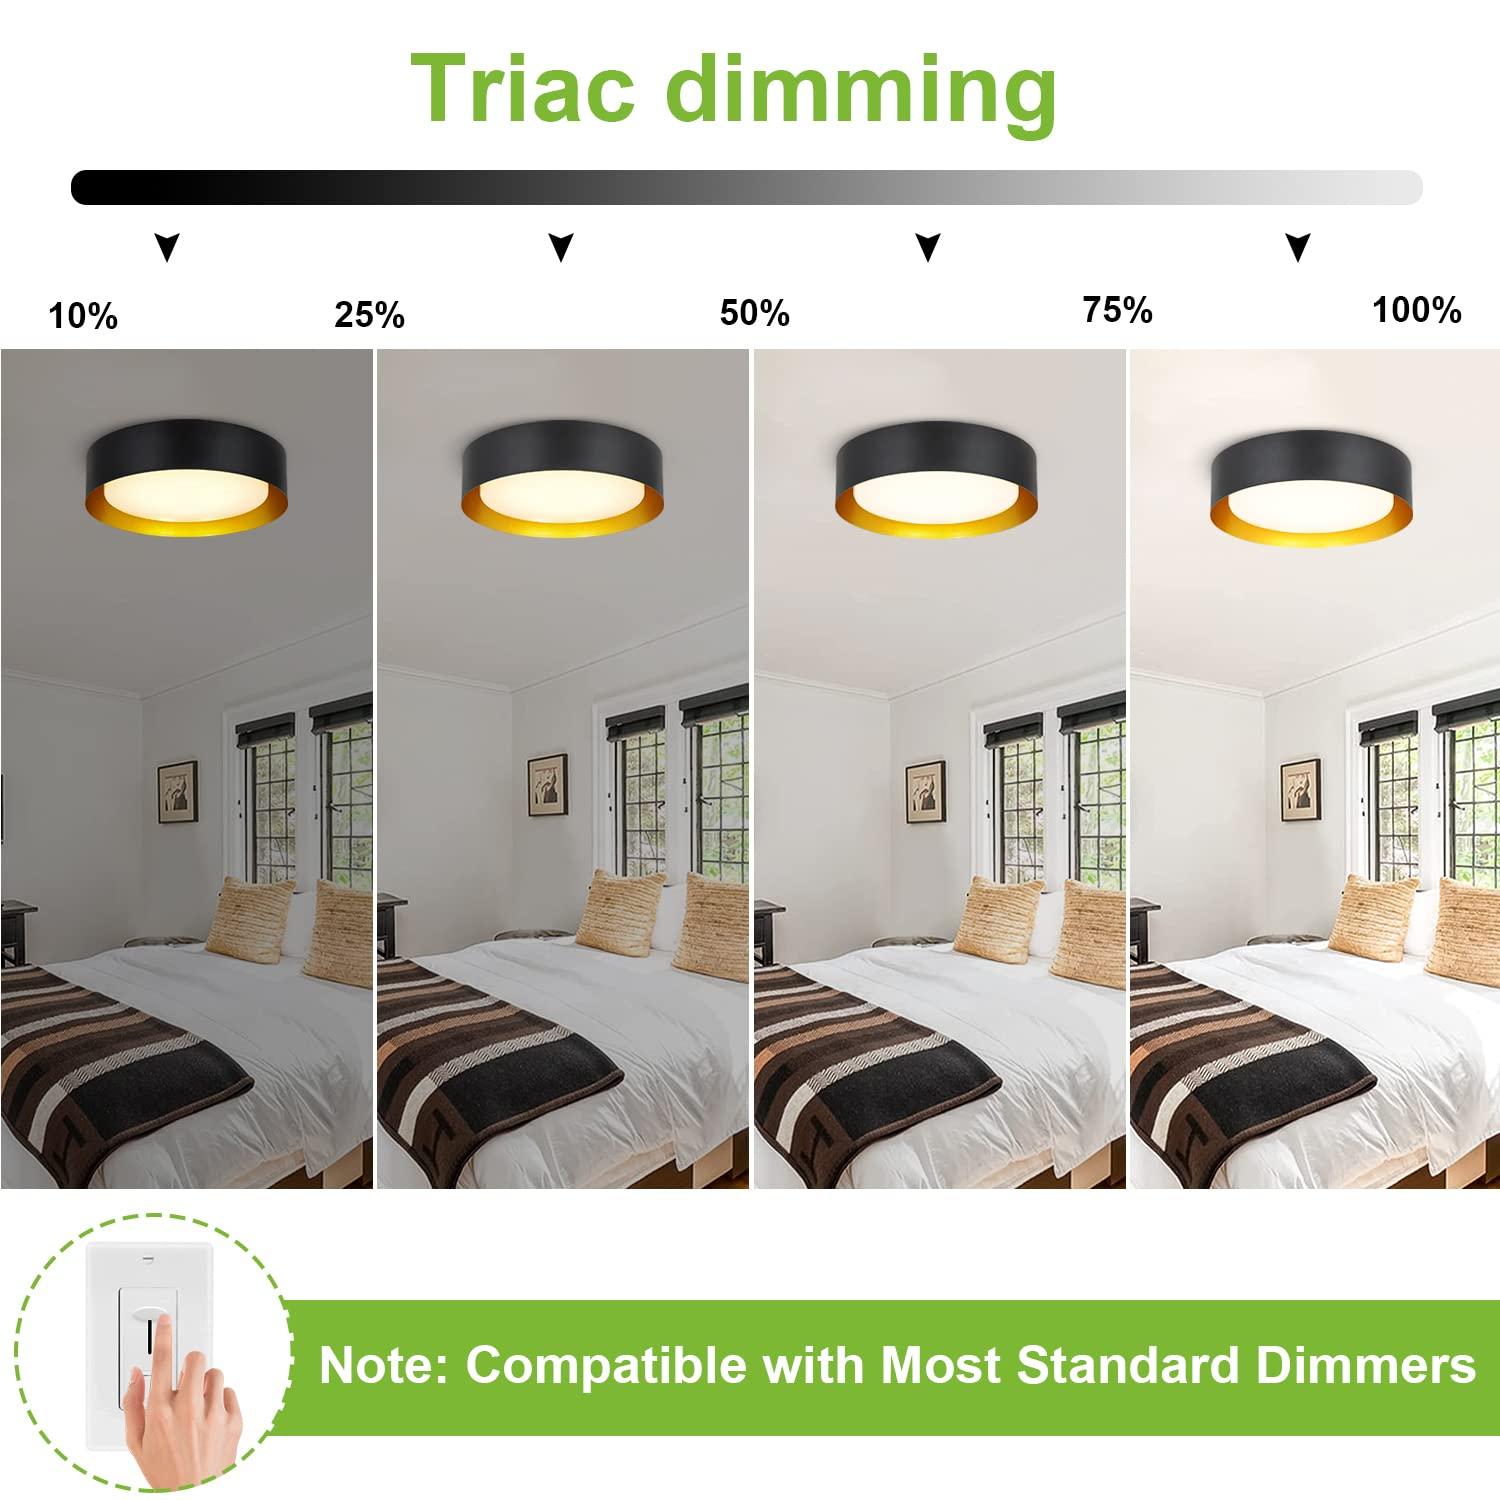 Triac dimming
10% 25% 50% 75% 100%
Note: Compatible with Most Standard Dimmers